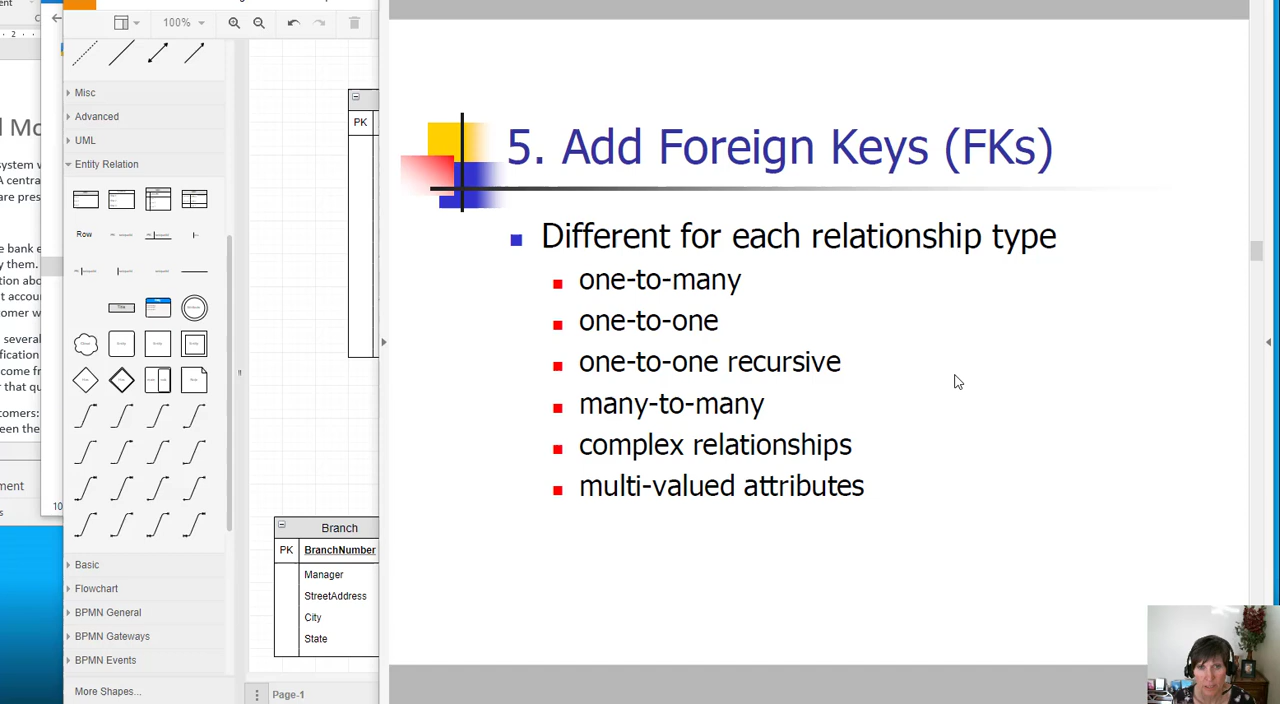 100%
Misc
Advanced
UML
Entity Relation
Row
Basic
Flowchart
BPMN General
BPMN Gateways
BPMN Events
More Shapes...
PK
Branch
PK BranchNumber
Manager
StreetAddress
City
State
Page-1
5. Add Foreign Keys (FKs)
Different for each relationship type
one-to-many
one-to-one
one-to-one recursive
many-to-many
complex relationships
multi-valued attributes